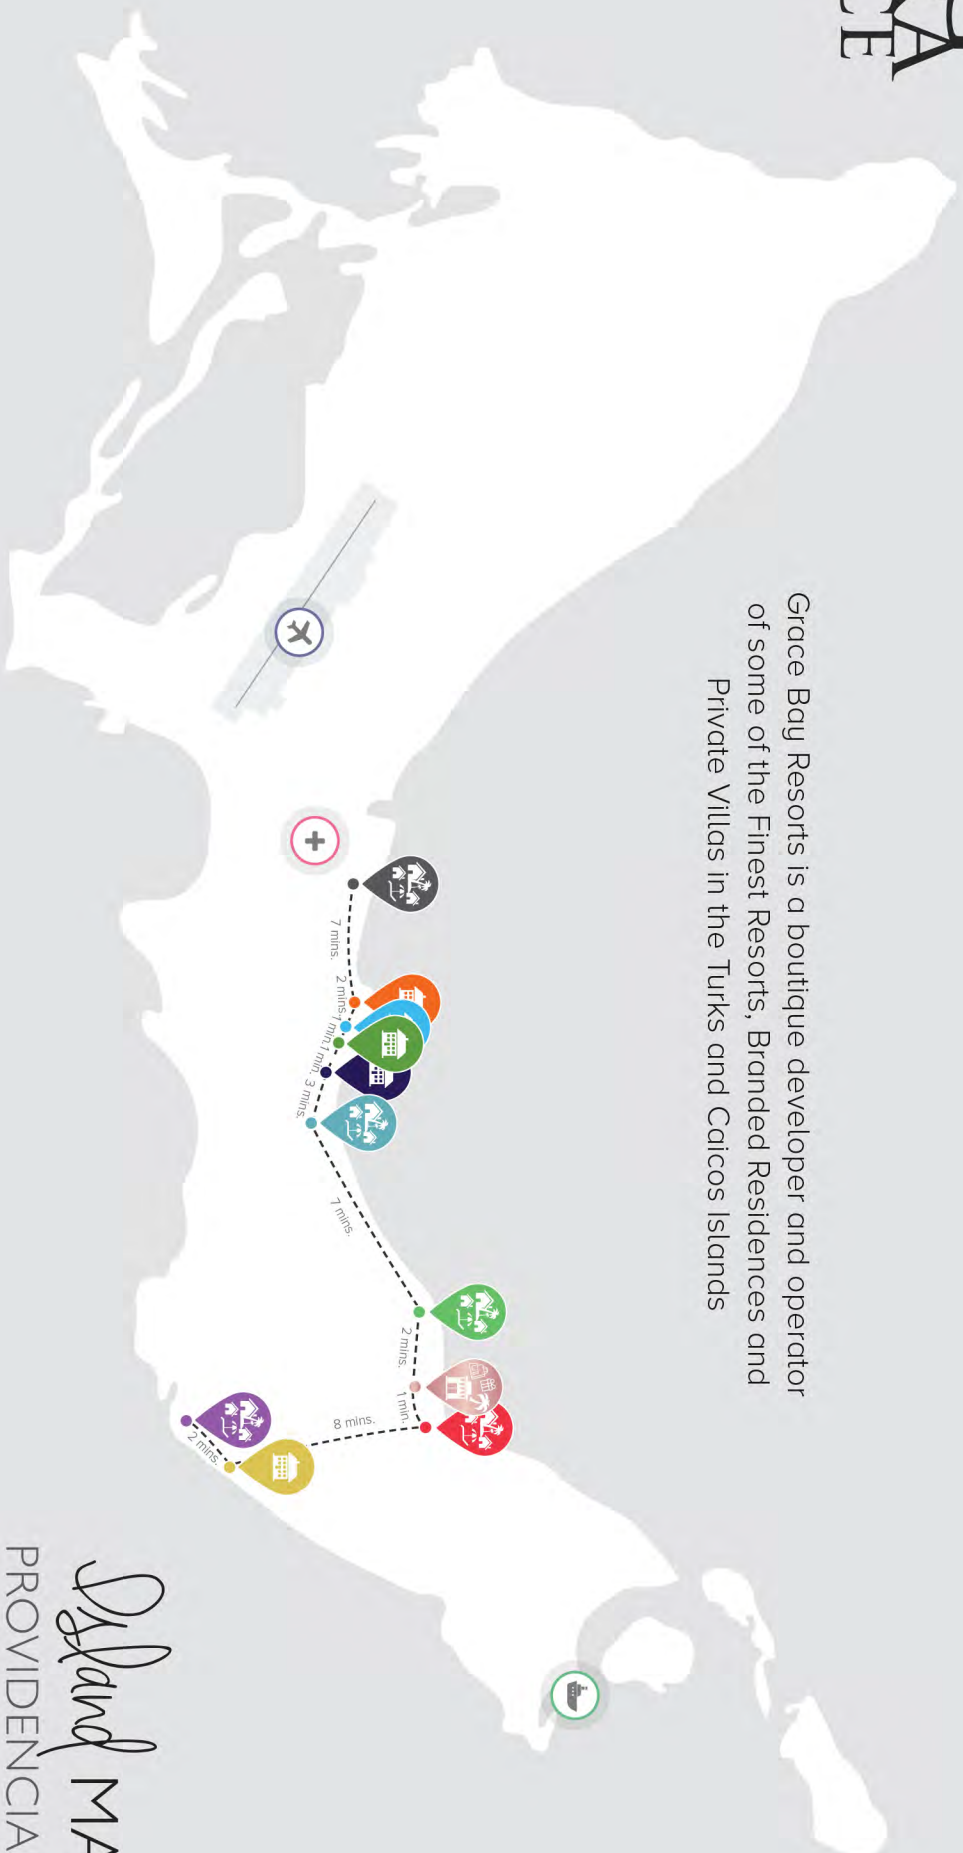 Grace Bay Resorts is a boutique developer and operator
of some of the Finest Resorts, Branded Residences and
Private Villas in the Turks and Caicos Islands
7 mins.
2 mins.
1 min.
1 min.
3 mins.
7 mins.
2 mins.
1 min.
8 mins.
2 mins.
Island MA
PROVIDENCIA